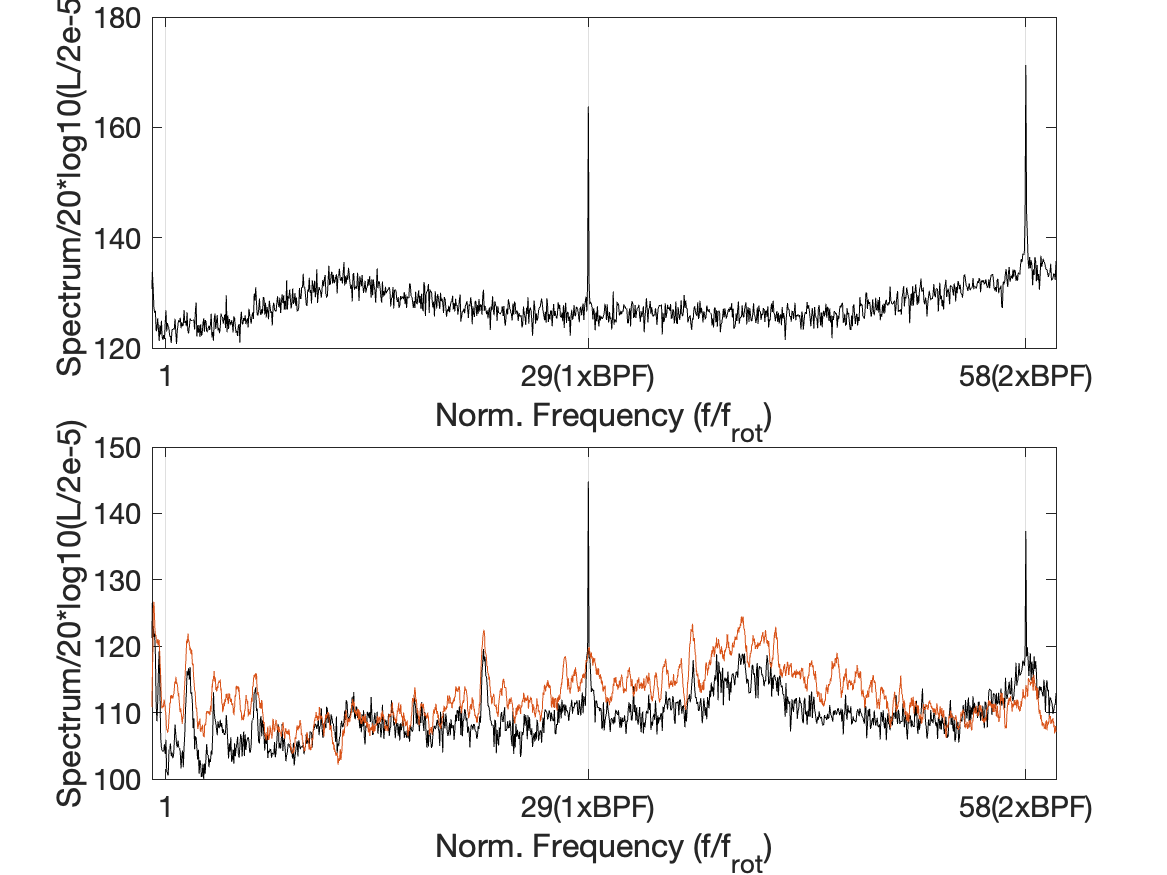 180
160
140
120
Spectrum/20*log10(L/2e-5
1
29(1xBPF)
58(2xBPF)
Norm. Frequency (f/f_rot)
150
140
130
120
110
100
Spectrum/20*log10(L/2e-5)
1
29(1xBPF)
58(2xBPF)
Norm. Frequency (f/f_rot)